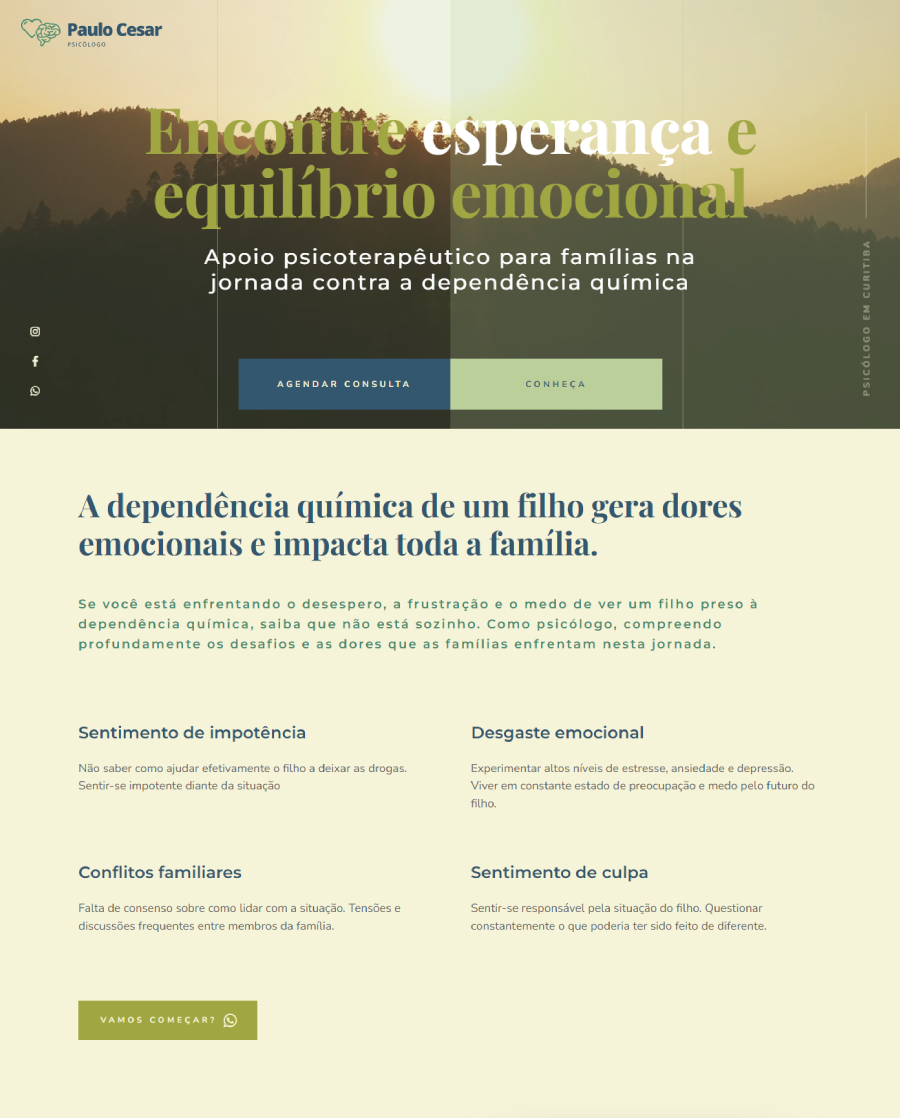 Paulo Cesar
PSICÓLOGO
Encontre esperança e
equilíbrio emocional
Apoio psicoterapêutico para famílias na
jornada contra a dependência química
PSICÓLOGO EM CURITIBA
AGENDAR CONSULTA
CONHEÇA
A dependência química de um filho gera dores
emocionais e impacta toda a família.
Se você está enfrentando o desespero, a frustração e o medo de ver um filho preso à
dependência química, saiba que não está sozinho. Como psicólogo, compreendo
profundamente os desafios e as dores que as famílias enfrentam nesta jornada.
Sentimento de impotência
Não saber como ajudar efetivamente o filho a deixar as drogas.
Sentir-se impotente diante da situação
Desgaste emocional
Experimentar altos níveis de estresse, ansiedade e depressão.
Viver em constante estado de preocupação e medo pelo futuro do
filho.
Conflitos familiares
Falta de consenso sobre como lidar com a situação. Tensões e
discussões frequentes entre membros da família.
Sentimento de culpa
Sentir-se responsável pela situação do filho. Questionar
constantemente o que poderia ter sido feito de diferente.
VAMOS COMEÇAR?